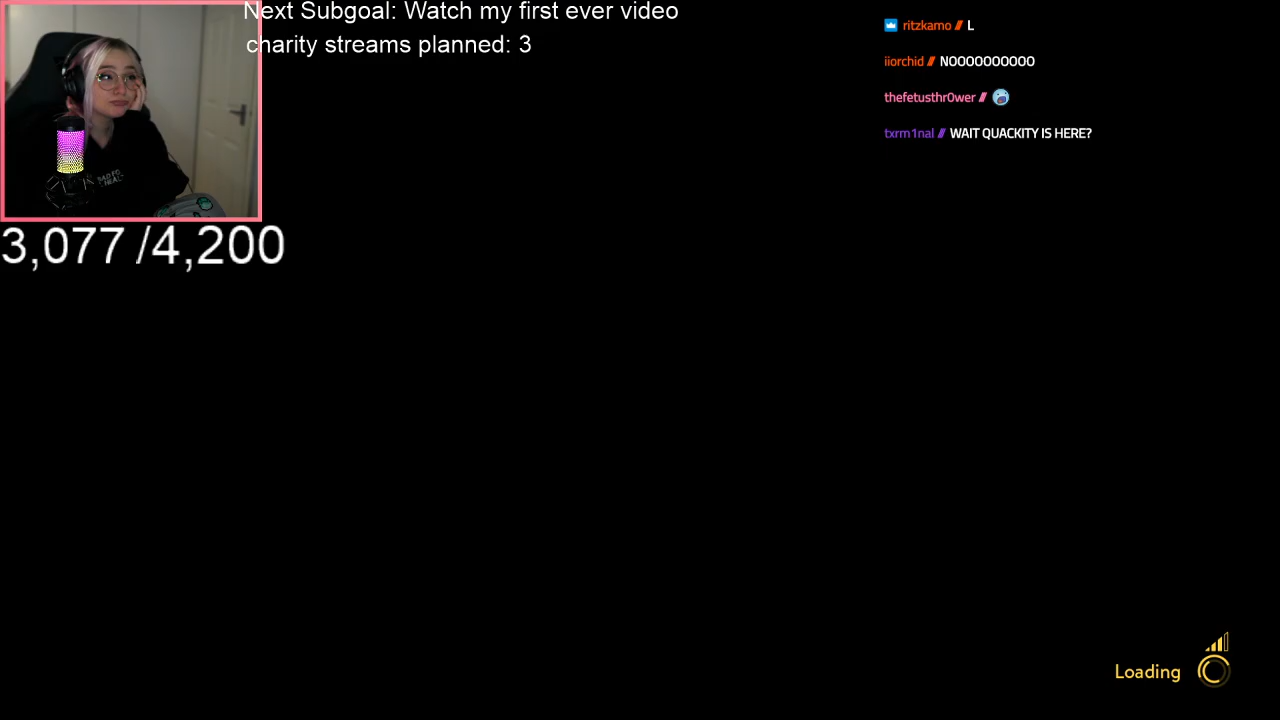 Next Subgoal: Watch my first ever video
charity streams planned: 3
ritzkamo // L
iiorchid // NOOOOOOOOOO
thefetusthr0wer //
txrm1nal // WAIT QUACKITY IS HERE?
3,077 /4,200
Loading